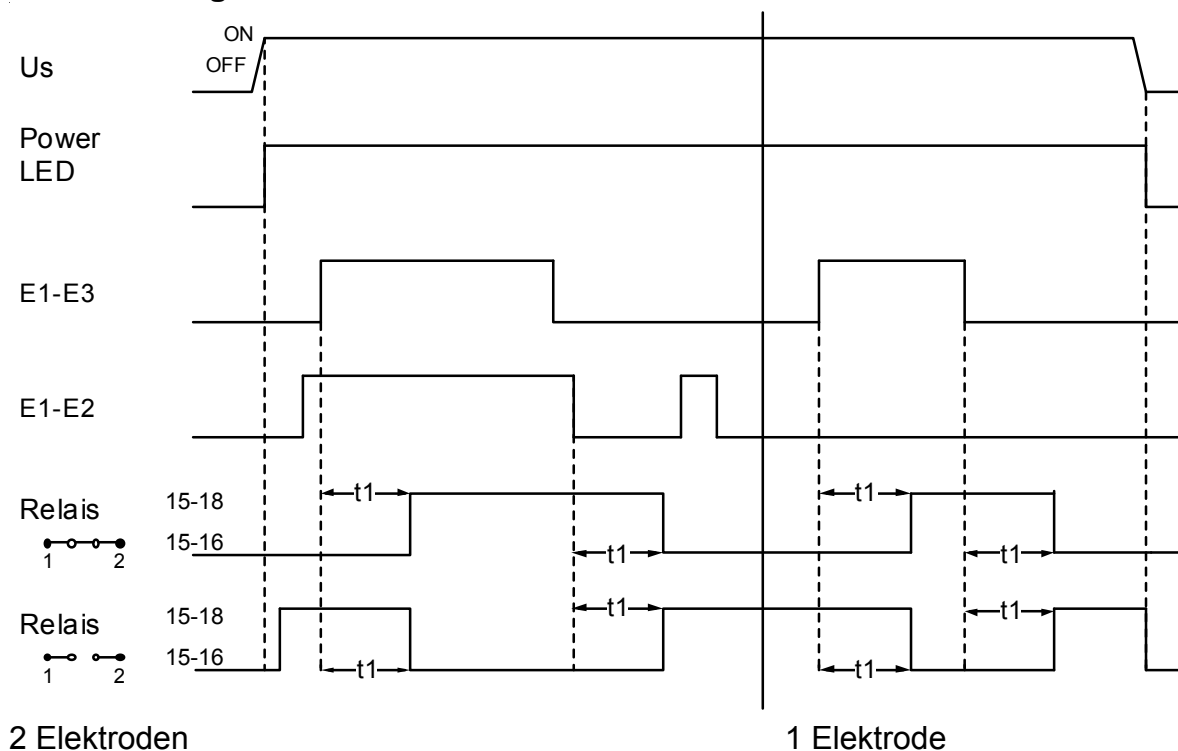 ON
Us
OFF
Power
LED
E1-E3
E1-E2
Relais 15-18 t1 t1
15-16 t1 t1
1 2
Relais 15-18 t1 t1
15-16 t1 t1
1 2
2 Elektroden 1 Elektrode